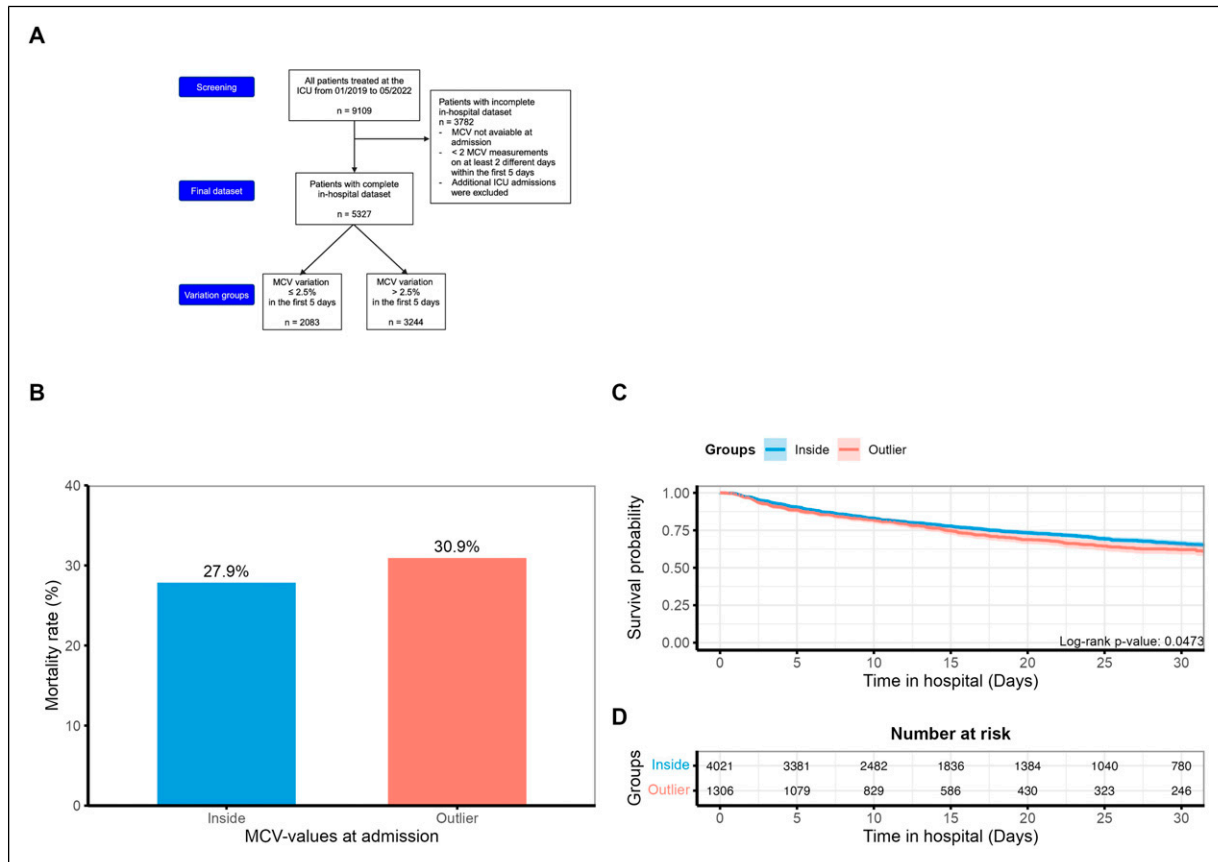 A
Screening
All patients treated at the
ICU from 01/2019 to 05/2022
n = 9109
Patients with incomplete
in-hospital dataset
n = 3782
- MCV not avaiable at
admission
- < 2 MCV measurements
on at least 2 different days
within the first 5 days
- Additional ICU admissions
were excluded
Final dataset
Patients with complete
in-hospital dataset
n = 5327
Variation groups
MCV variation
≤ 2.5%
in the first 5 days
n = 2083
MCV variation
> 2.5%
in the first 5 days
n = 3244
B
Mortality rate (%)
40
30
20
10
0
27.9%
30.9%
Inside
Outlier
MCV-values at admission
C
Groups Inside Outlier
Survival probability
1.00
0.75
0.50
0.25
0.00
Log-rank p-value: 0.0473
0 5 10 15 20 25 30
Time in hospital (Days)
D
Number at risk
Groups
Inside 4021 3381 2482 1836 1384 1040 780
Outlier 1306 1079 829 586 430 323 246
0 5 10 15 20 25 30
Time in hospital (Days)